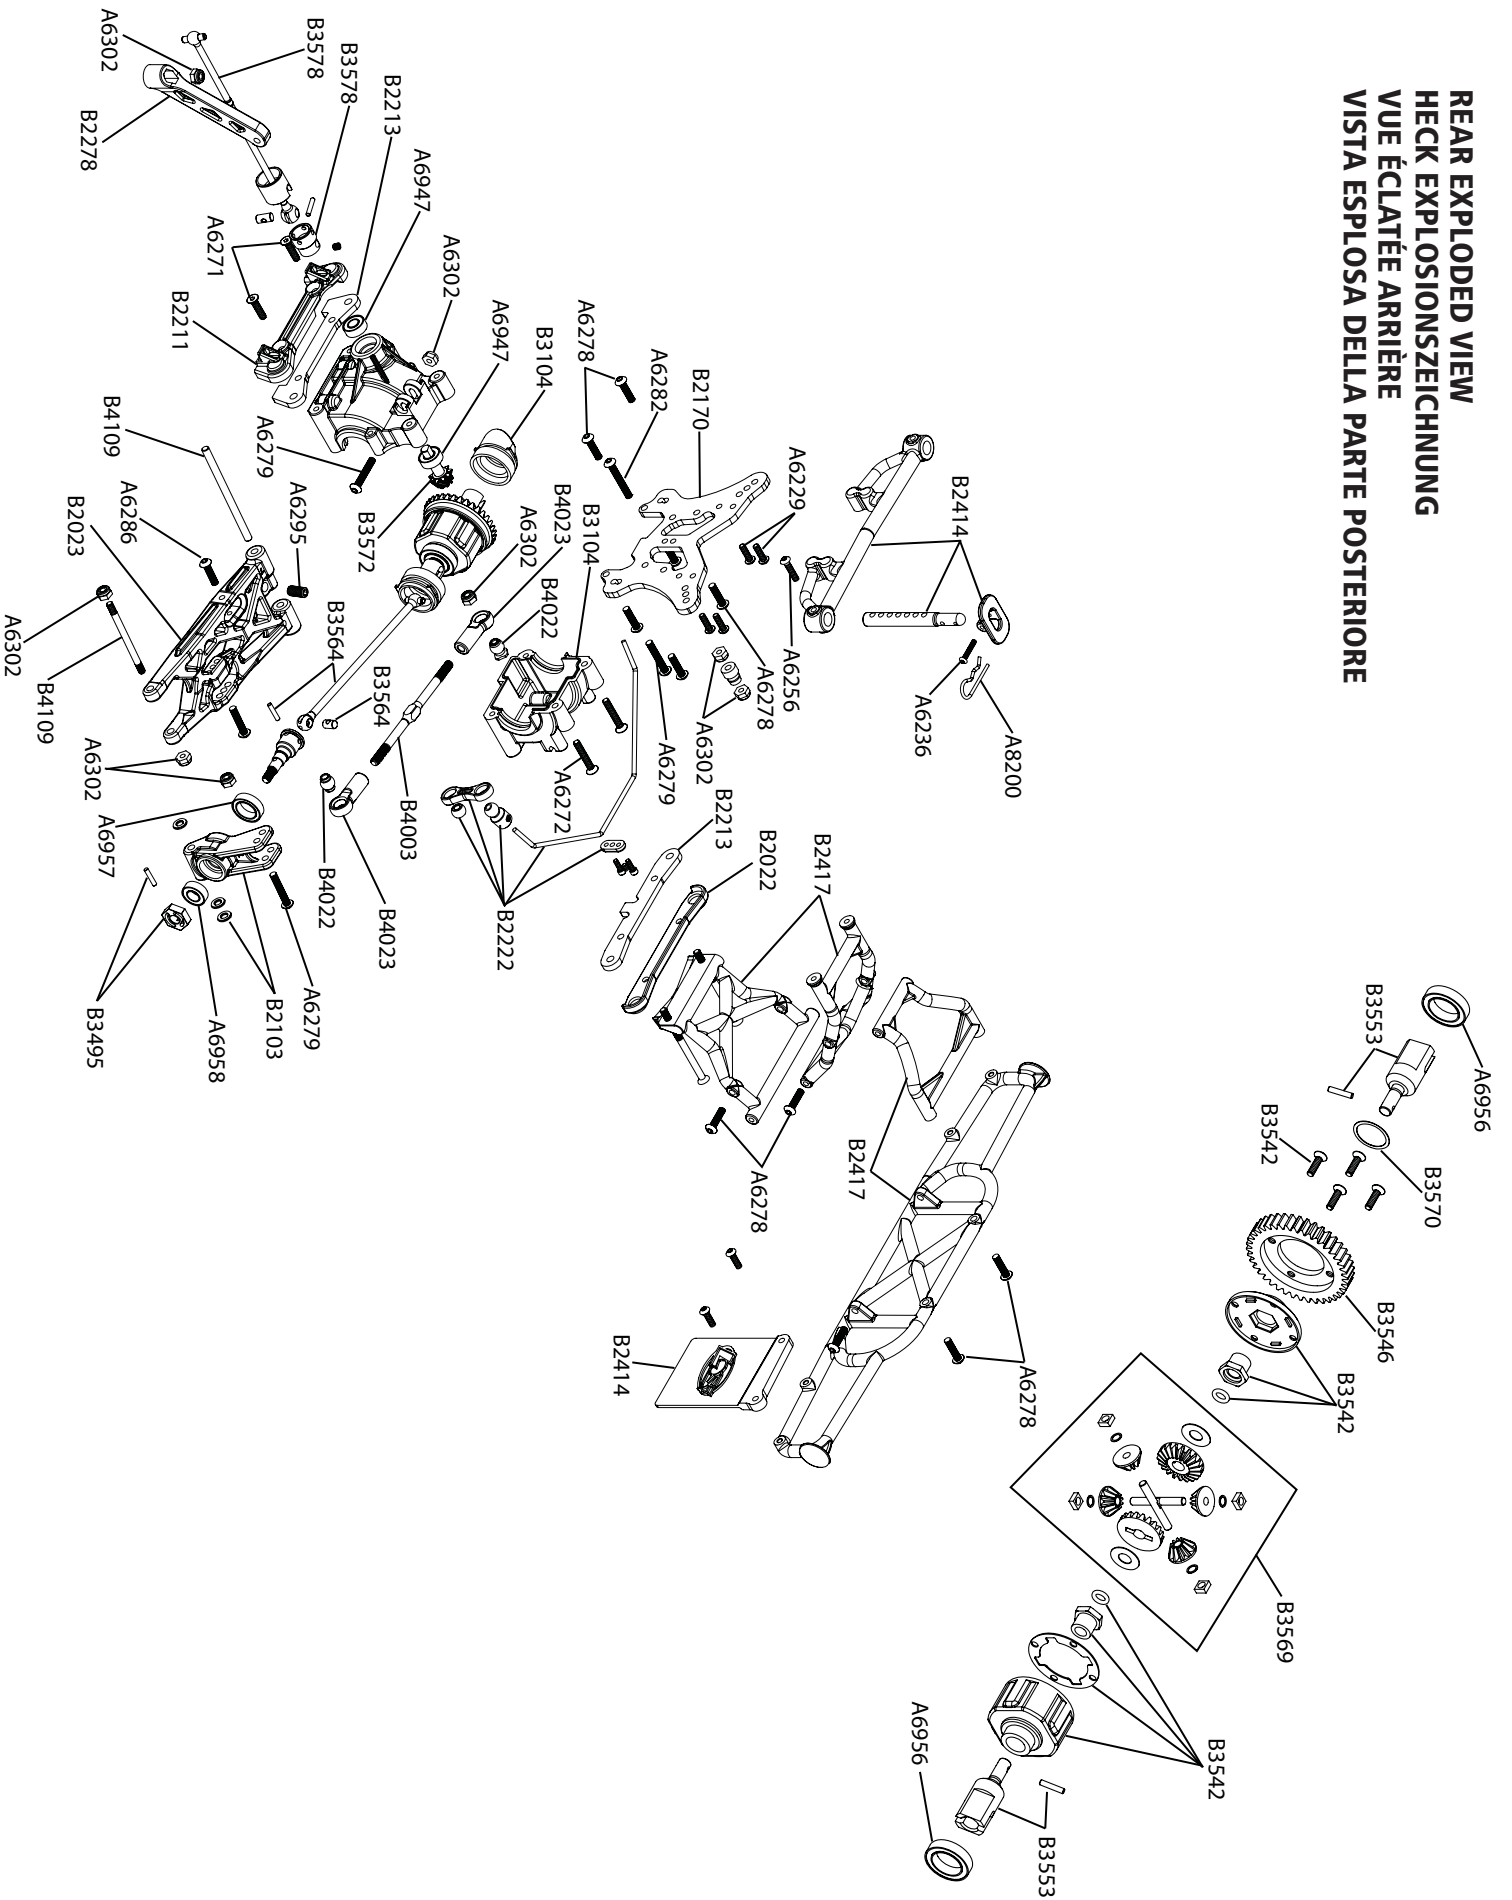 REAR EXPLODED VIEW
HECK EXPLOSIONSZEICHNUNG
VUE ÉCLATÉE ARRIÈRE
VISTA ESPLOSA DELLA PARTE POSTERIORE
A6956
B3553
B3570
B3542
B3546
B3542
B3569
B3542
A6956
B3553
B2414
A8200
A6236
A6256
A6229
B2170
A6282
A6278
A6278
A6302
A6279
B3104
A6272
B4022
B4023
A6302
B3104
A6947
A6302
A6947
B2213
B3578
B3578
A6302
B2278
A6271
B2211
A6279
B3572
B4109
A6286
A6295
B2023
A6302
B4109
B3564
B3564
A6302
A6957
B4003
B4022
B4023
B2222
B2213
B2022
B2417
A6278
B2417
A6278
B2414
A6279
B2103
A6958
B3495